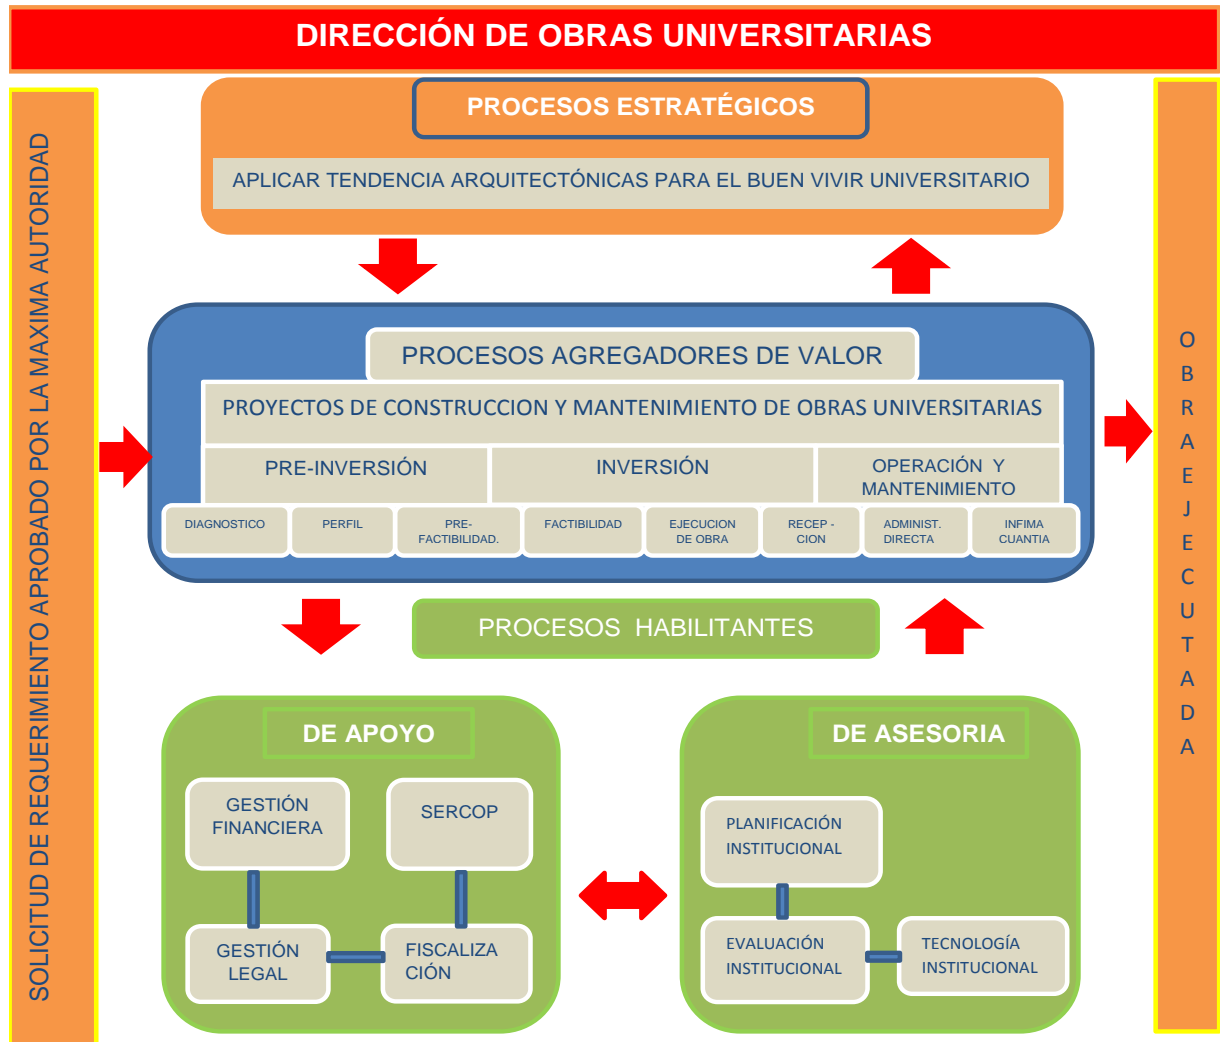 DIRECCIÓN DE OBRAS UNIVERSITARIAS
SOLICITUD DE REQUERIMIENTO APROBADO POR LA MAXIMA AUTORIDAD
PROCESOS ESTRATÉGICOS
APLICAR TENDENCIA ARQUITECTÓNICAS PARA EL BUEN VIVIR UNIVERSITARIO
PROCESOS AGREGADORES DE VALOR
PROYECTOS DE CONSTRUCCION Y MANTENIMIENTO DE OBRAS UNIVERSITARIAS
PRE-INVERSIÓN
INVERSIÓN
OPERACIÓN Y
MANTENIMIENTO
DIAGNOSTICO
PERFIL
PRE-
FACTIBILIDAD.
FACTIBILIDAD
EJECUCION
DE OBRA
RECEP -
CION
ADMINIST.
DIRECTA
INFIMA
CUANTIA
PROCESOS HABILITANTES
DE APOYO
GESTIÓN
FINANCIERA
SERCOP
GESTIÓN
LEGAL
FISCALIZA
CIÓN
DE ASESORIA
PLANIFICACIÓN
INSTITUCIONAL
EVALUACIÓN
INSTITUCIONAL
TECNOLOGÍA
INSTITUCIONAL
O
B
R
A
E
J
E
C
U
T
A
D
A